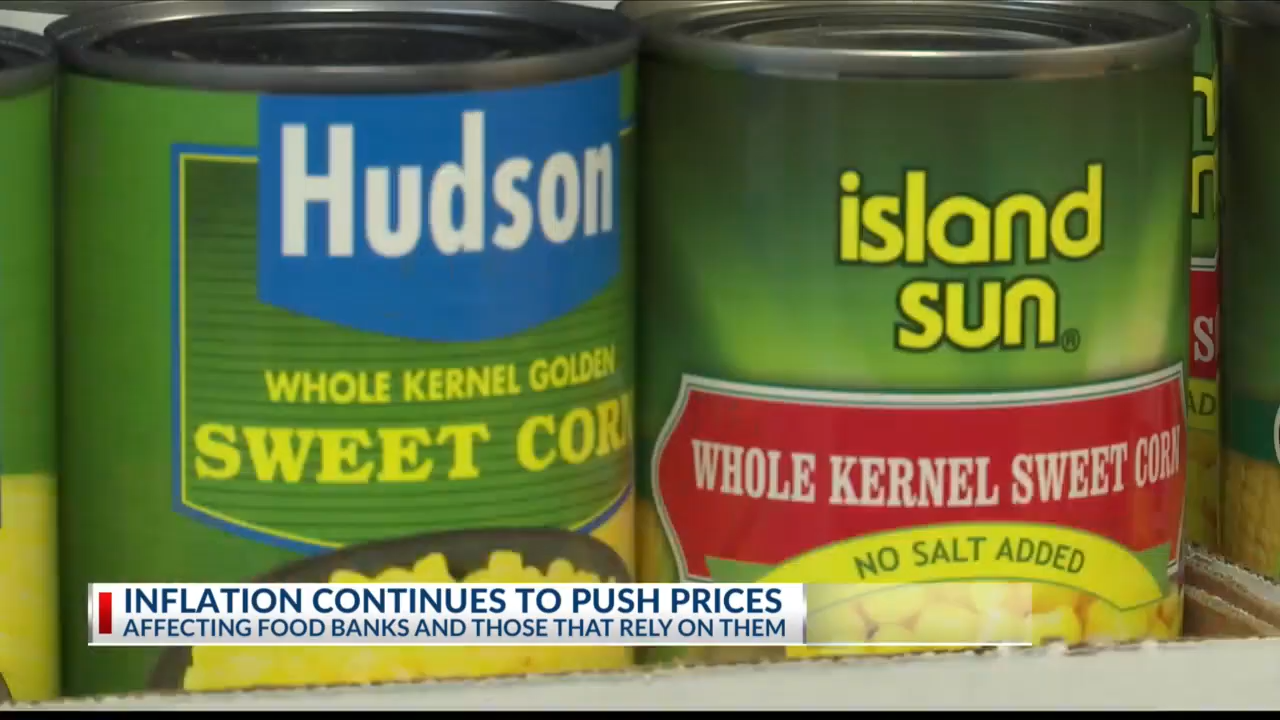 Hudson
WHOLE KERNEL GOLDEN
SWEET CORN
island
sun®
WHOLE KERNEL SWEET CORN
NO SALT ADDED
INFLATION CONTINUES TO PUSH PRICES
AFFECTING FOOD BANKS AND THOSE THAT RELY ON THEM